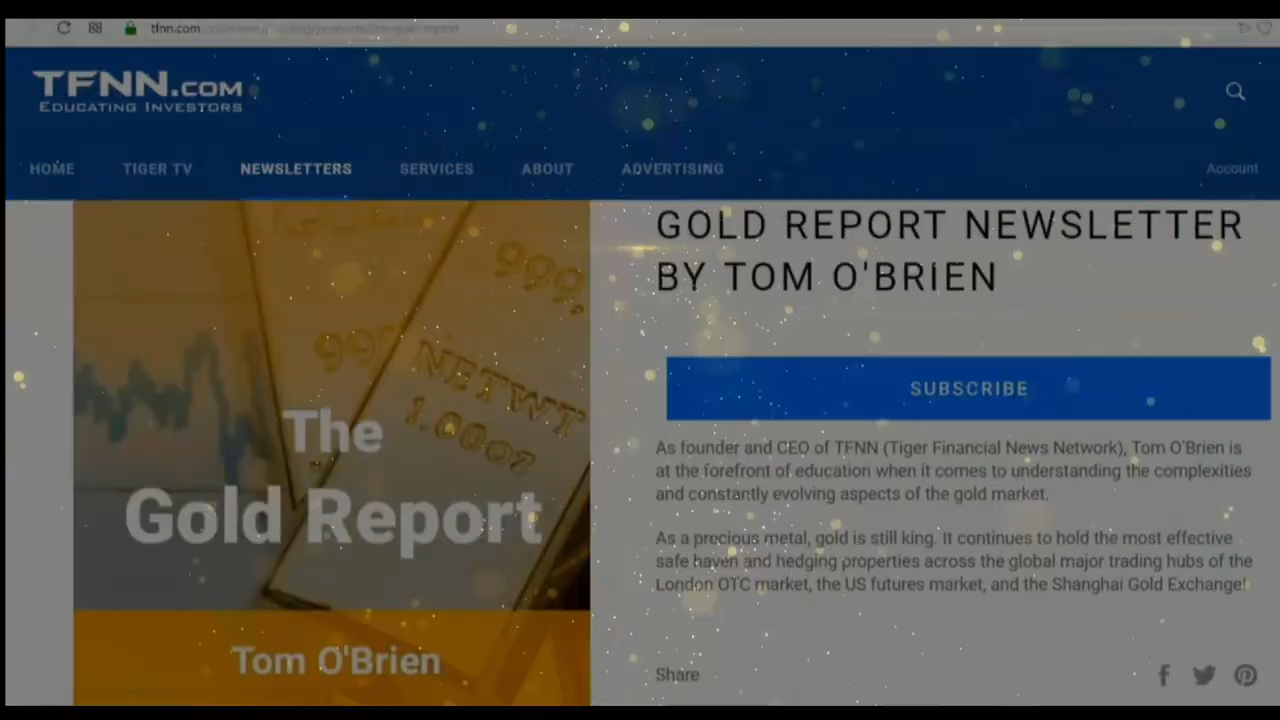 tfnn.com
TFNN.COM
EDUCATING INVESTORS
HOME TIGER TV NEWSLETTERS SERVICES ABOUT ADVERTISING Account
GOLD REPORT NEWSLETTER
BY TOM O'BRIEN
999,
NET WT
1.000Z
The
Gold Report
Tom O'Brien
SUBSCRIBE
As founder and CEO of TFNN (Tiger Financial News Network), Tom O'Brien is
at the forefront of education when it comes to understanding the complexities
and constantly evolving aspects of the gold market.
As a precious metal, gold is still king. It continues to hold the most effective
safe haven and hedging properties across the global major trading hubs of the
London OTC market, the US futures market, and the Shanghai Gold Exchange!
Share